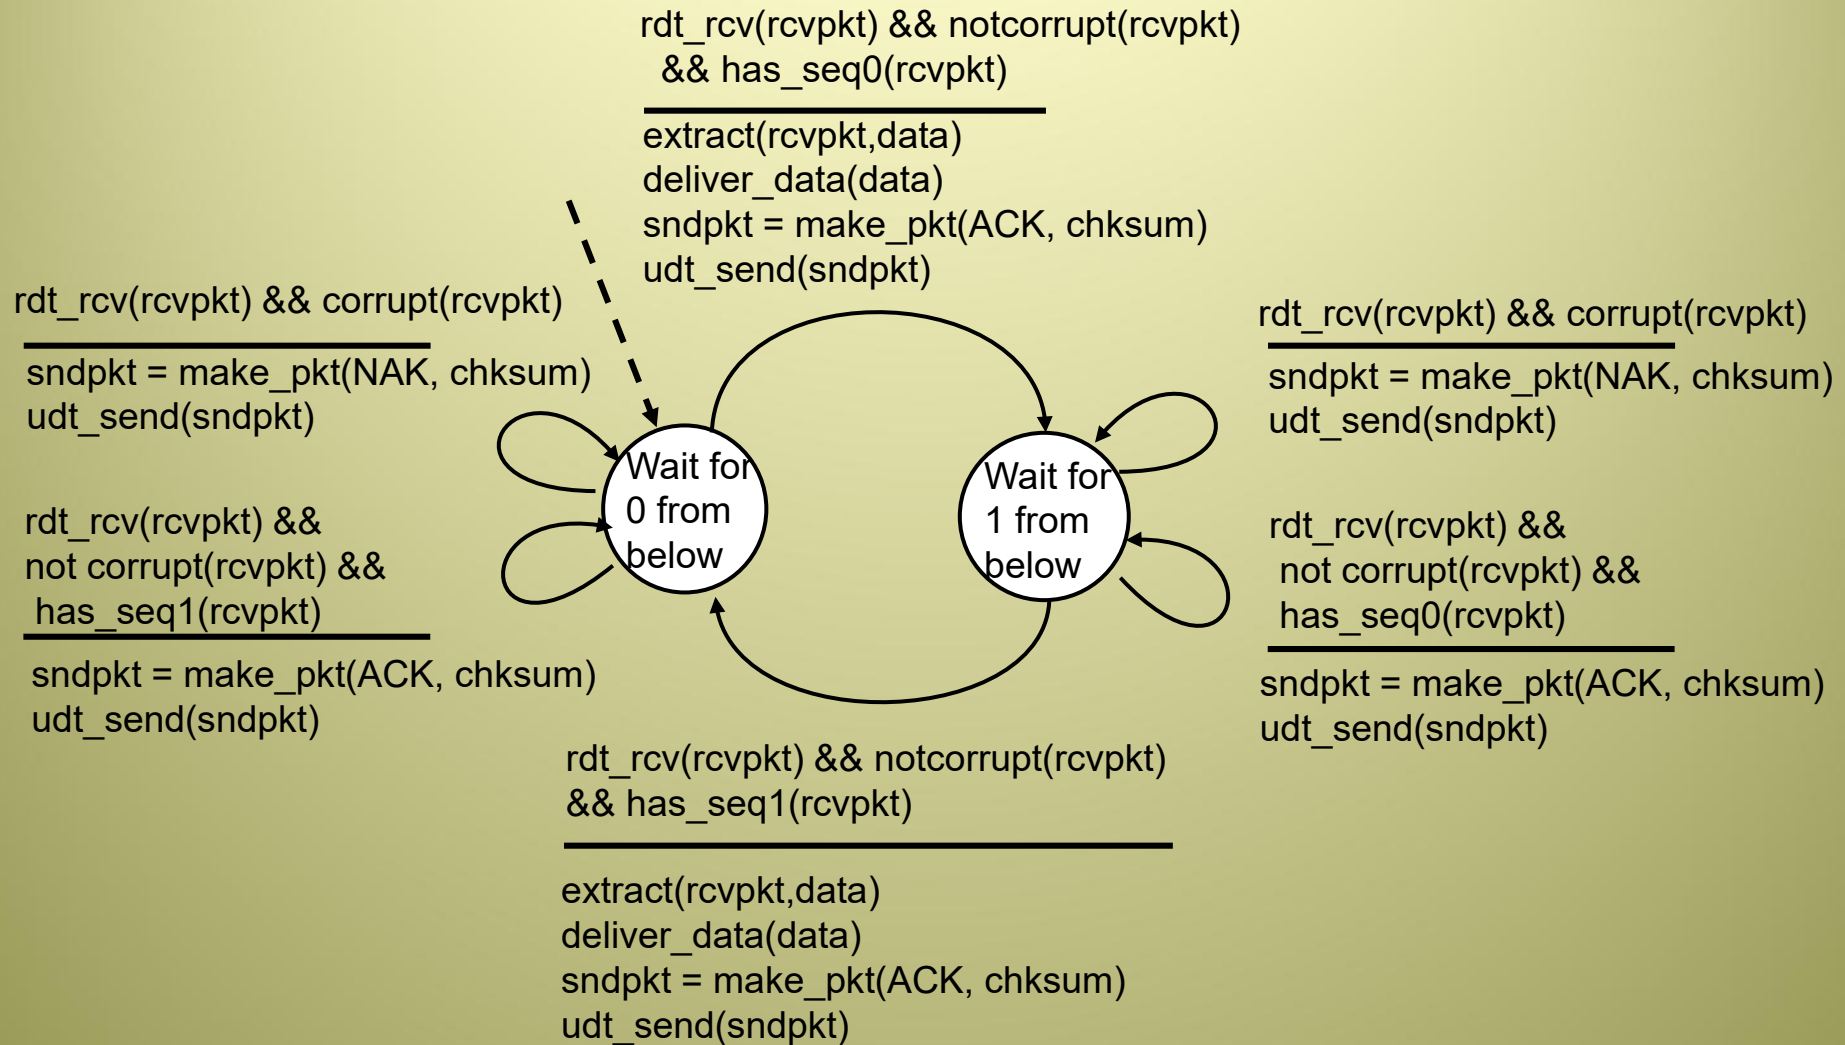 rdt_rcv(rcvpkt) && notcorrupt(rcvpkt)
&& has_seq0(rcvpkt)
extract(rcvpkt,data)
deliver_data(data)
sndpkt = make_pkt(ACK, chksum)
udt_send(sndpkt)
rdt_rcv(rcvpkt) && corrupt(rcvpkt)
sndpkt = make_pkt(NAK, chksum)
udt_send(sndpkt)
rdt_rcv(rcvpkt) &&
not corrupt(rcvpkt) &&
has_seq1(rcvpkt)
sndpkt = make_pkt(ACK, chksum)
udt_send(sndpkt)
Wait for
0 from
below
Wait for
1 from
below
rdt_rcv(rcvpkt) && corrupt(rcvpkt)
sndpkt = make_pkt(NAK, chksum)
udt_send(sndpkt)
rdt_rcv(rcvpkt) &&
not corrupt(rcvpkt) &&
has_seq0(rcvpkt)
sndpkt = make_pkt(ACK, chksum)
udt_send(sndpkt)
rdt_rcv(rcvpkt) && notcorrupt(rcvpkt)
&& has_seq1(rcvpkt)
extract(rcvpkt,data)
deliver_data(data)
sndpkt = make_pkt(ACK, chksum)
udt_send(sndpkt)